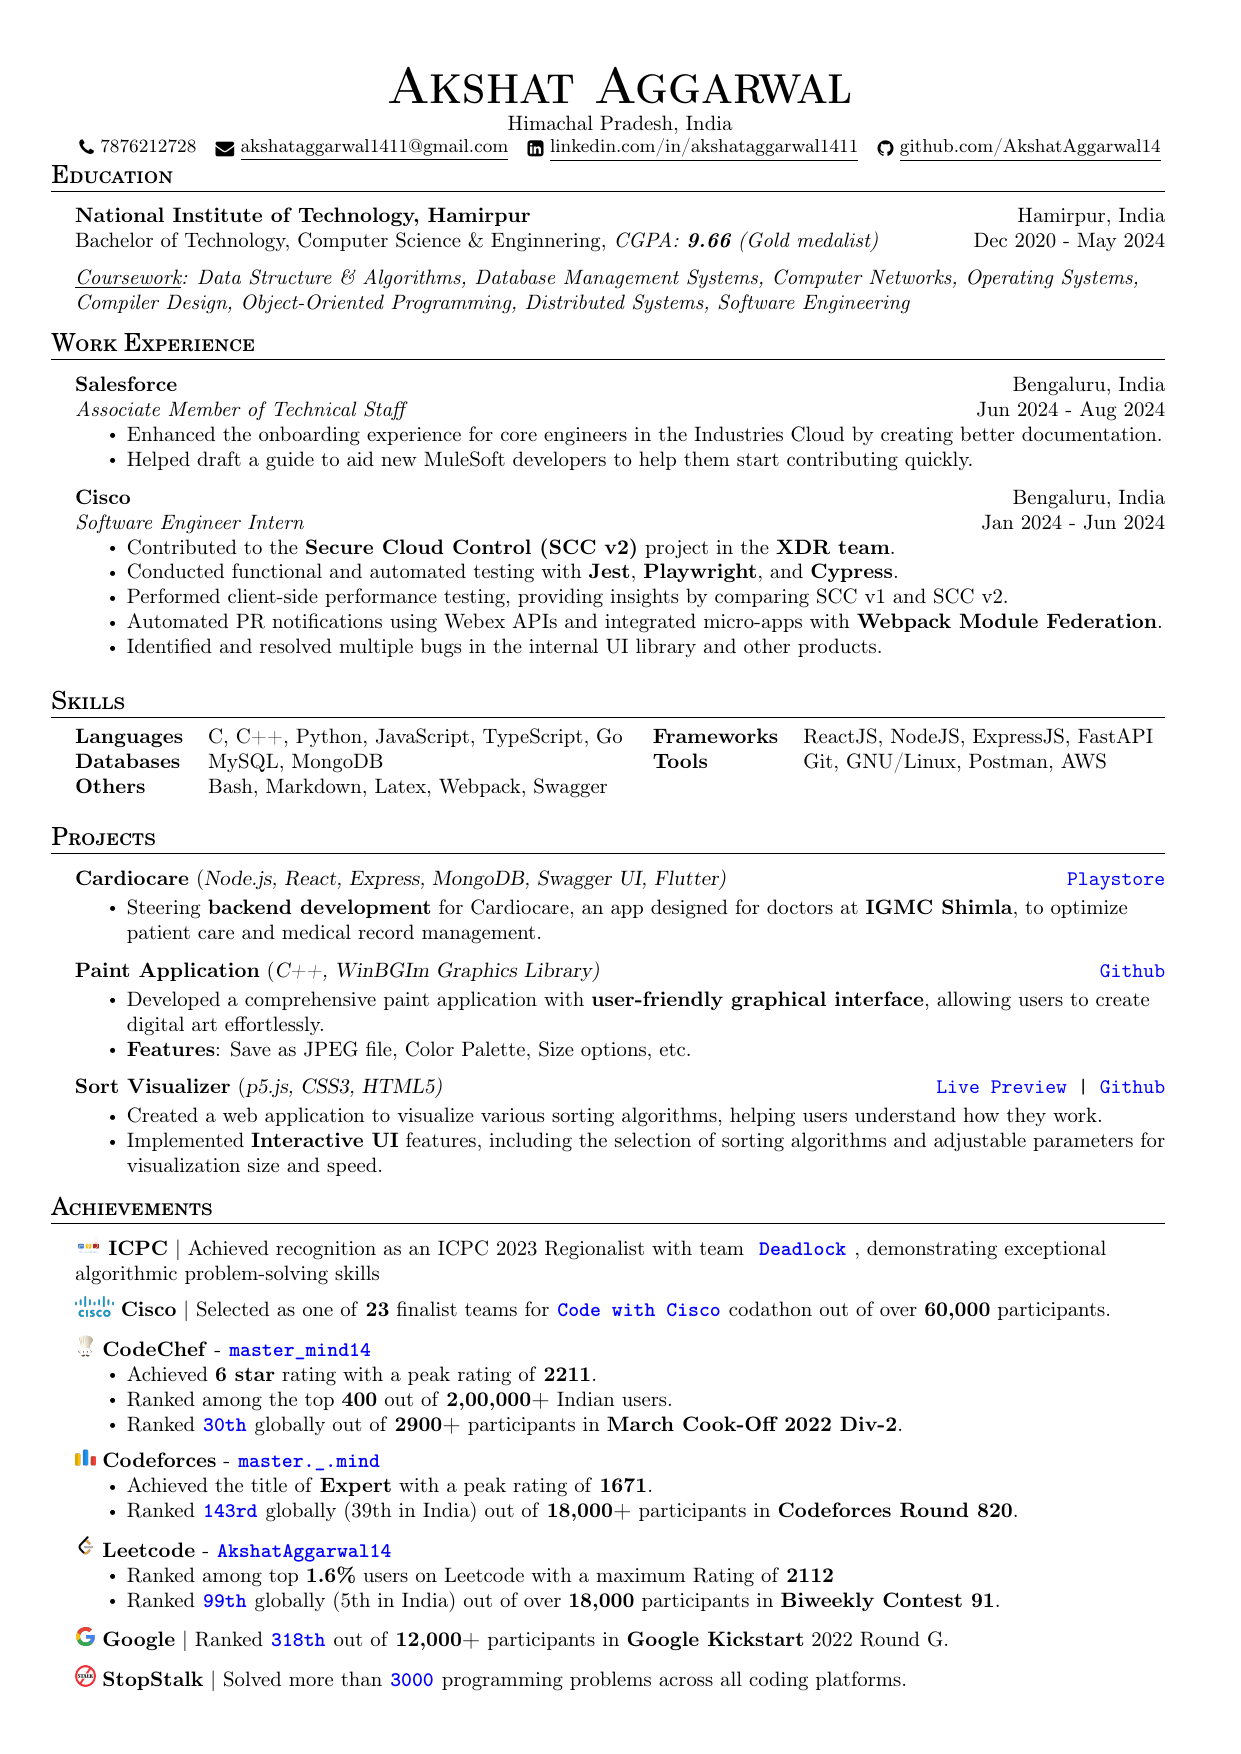 Akshat Aggarwal
Himachal Pradesh, India
7876212728 akshataggarwal1411@gmail.com linkedin.com/in/akshataggarwal1411 github.com/AkshatAggarwal14
Education
National Institute of Technology, Hamirpur Hamirpur, India
Bachelor of Technology, Computer Science & Enginnering, CGPA: 9.66 (Gold medalist) Dec 2020 - May 2024
Coursework: Data Structure & Algorithms, Database Management Systems, Computer Networks, Operating Systems,
Compiler Design, Object-Oriented Programming, Distributed Systems, Software Engineering
Work Experience
Salesforce Bengaluru, India
Associate Member of Technical Staff Jun 2024 - Aug 2024
• Enhanced the onboarding experience for core engineers in the Industries Cloud by creating better documentation.
• Helped draft a guide to aid new MuleSoft developers to help them start contributing quickly.
Cisco Bengaluru, India
Software Engineer Intern Jan 2024 - Jun 2024
• Contributed to the Secure Cloud Control (SCC v2) project in the XDR team.
• Conducted functional and automated testing with Jest, Playwright, and Cypress.
• Performed client-side performance testing, providing insights by comparing SCC v1 and SCC v2.
• Automated PR notifications using Webex APIs and integrated micro-apps with Webpack Module Federation.
• Identified and resolved multiple bugs in the internal UI library and other products.
Skills
Languages C, C++, Python, JavaScript, TypeScript, Go Frameworks ReactJS, NodeJS, ExpressJS, FastAPI
Databases MySQL, MongoDB Tools Git, GNU/Linux, Postman, AWS
Others Bash, Markdown, Latex, Webpack, Swagger
Projects
Cardiocare (Node.js, React, Express, MongoDB, Swagger UI, Flutter) Playstore
• Steering backend development for Cardiocare, an app designed for doctors at IGMC Shimla, to optimize
patient care and medical record management.
Paint Application (C++, WinBGIm Graphics Library) Github
• Developed a comprehensive paint application with user-friendly graphical interface, allowing users to create
digital art effortlessly.
• Features: Save as JPEG file, Color Palette, Size options, etc.
Sort Visualizer (p5.js, CSS3, HTML5) Live Preview | Github
• Created a web application to visualize various sorting algorithms, helping users understand how they work.
• Implemented Interactive UI features, including the selection of sorting algorithms and adjustable parameters for
visualization size and speed.
Achievements
ICPC | Achieved recognition as an ICPC 2023 Regionalist with team Deadlock , demonstrating exceptional
algorithmic problem-solving skills
CISCO Cisco | Selected as one of 23 finalist teams for Code with Cisco codathon out of over 60,000 participants.
CodeChef - master_mind14
• Achieved 6 star rating with a peak rating of 2211.
• Ranked among the top 400 out of 2,00,000+ Indian users.
• Ranked 30th globally out of 2900+ participants in March Cook-Off 2022 Div-2.
Codeforces - master._.mind
• Achieved the title of Expert with a peak rating of 1671.
• Ranked 143rd globally (39th in India) out of 18,000+ participants in Codeforces Round 820.
Leetcode - AkshatAggarwal14
• Ranked among top 1.6% users on Leetcode with a maximum Rating of 2112
• Ranked 99th globally (5th in India) out of over 18,000 participants in Biweekly Contest 91.
Google | Ranked 318th out of 12,000+ participants in Google Kickstart 2022 Round G.
StopStalk | Solved more than 3000 programming problems across all coding platforms.